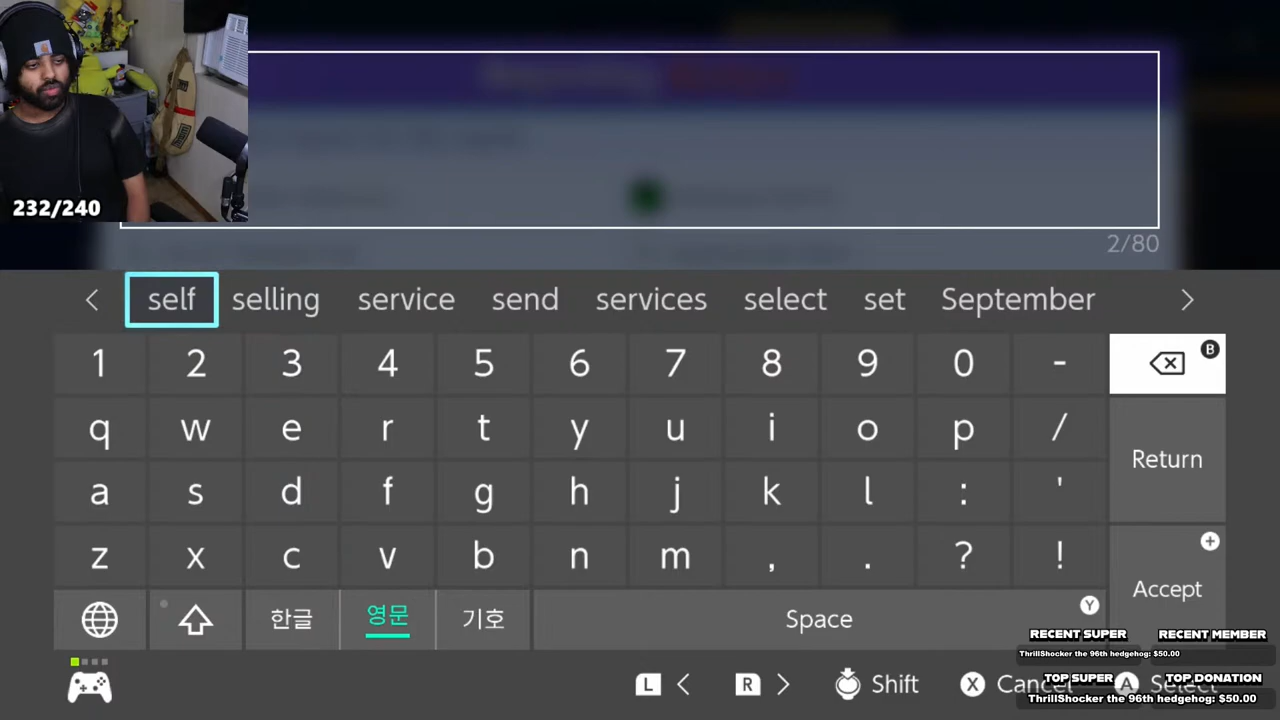 232/240
2/80
self selling service send services select set September
1 2 3 4 5 6 7 8 9 0 - B
q w e r t y u i o p /
Return
a s d f g h j k l : '
z x c v b n m , . ? ! +
Accept
한글 영문 기호 Space Y
RECENT SUPER RECENT MEMBER
ThrillShocker the 96th hedgehog: $50.00
L R Shift X Cancel A Select
TOP SUPER TOP DONATION
ThrillShocker the 96th hedgehog: $50.00